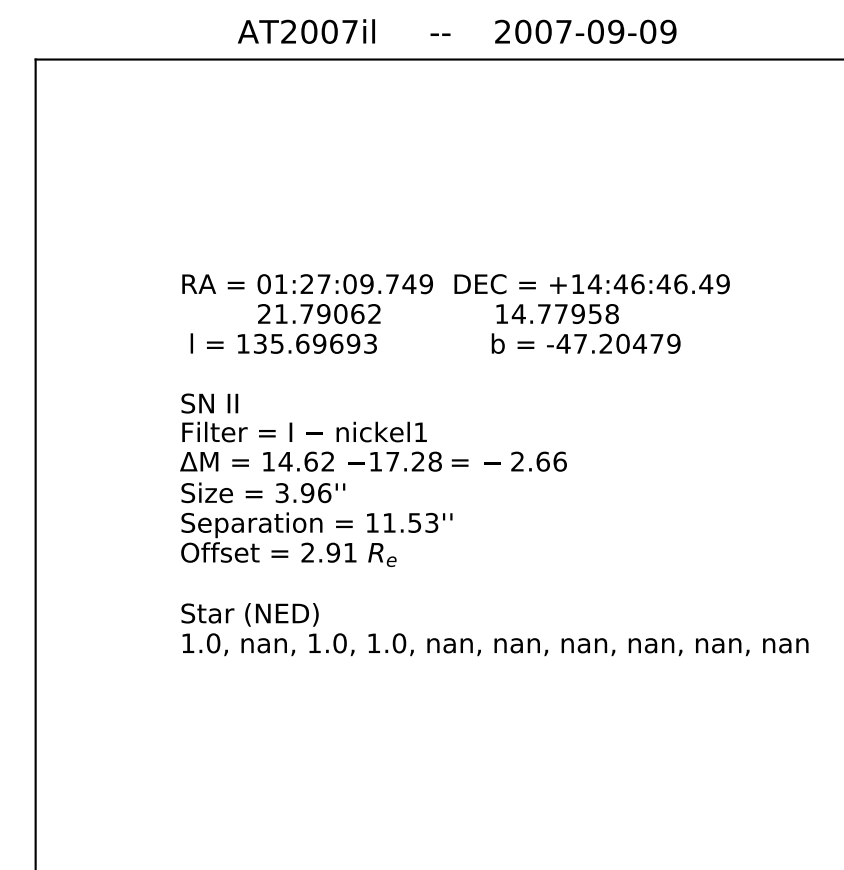 AT2007il -- 2007-09-09
RA = 01:27:09.749 DEC = +14:46:46.49
21.79062 14.77958
l = 135.69693 b = -47.20479
SN II
Filter = I − nickel1
ΔM = 14.62 −17.28 = − 2.66
Size = 3.96''
Separation = 11.53''
Offset = 2.91 Rₑ
Star (NED)
1.0, nan, 1.0, 1.0, nan, nan, nan, nan, nan, nan